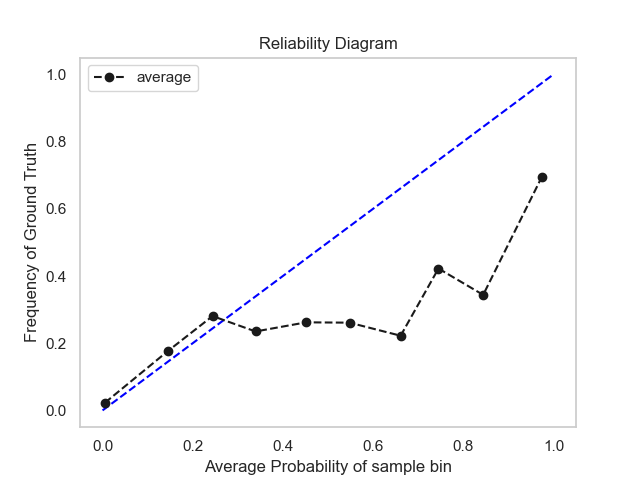 Reliability Diagram
average
1.0
0.8
0.6
0.4
0.2
0.0
Frequency of Ground Truth
0.0 0.2 0.4 0.6 0.8 1.0
Average Probability of sample bin